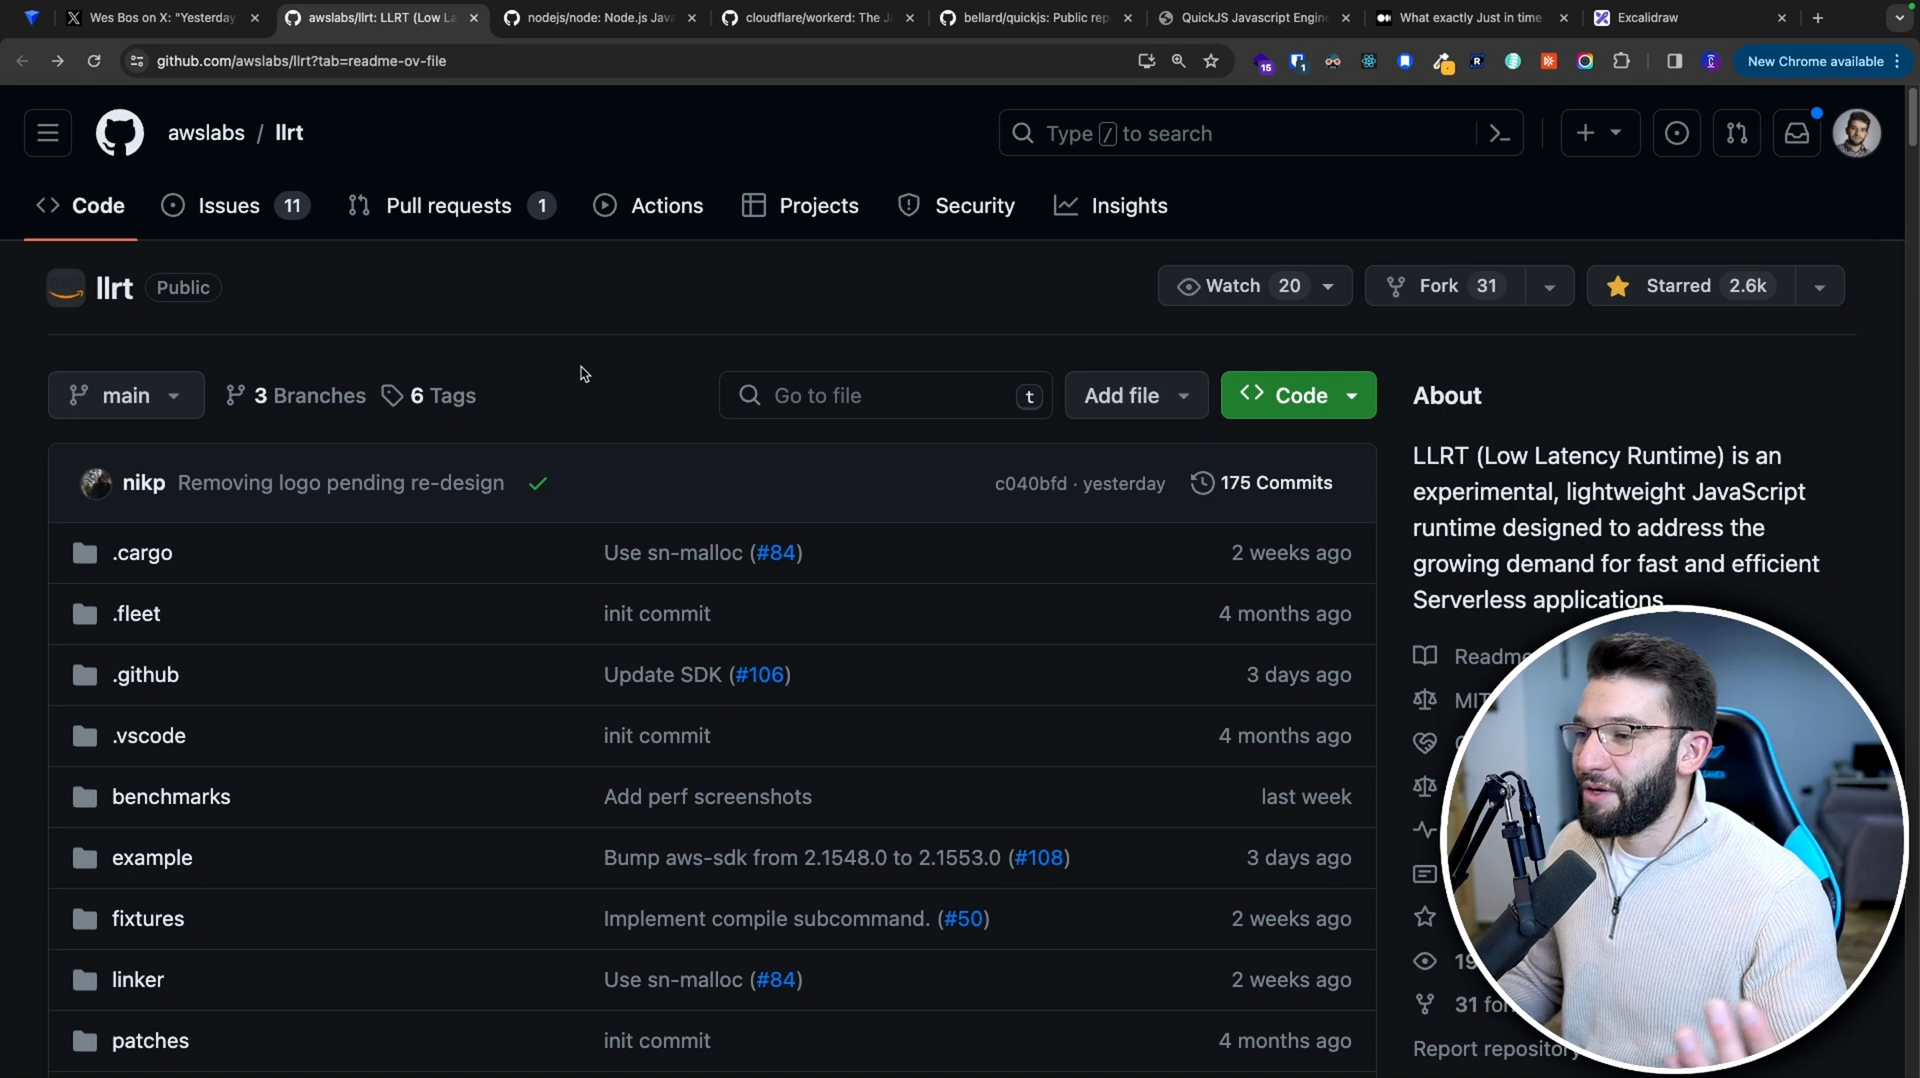 Wes Bos on X: "Yesterday
awslabs/llrt: LLRT (Low La
nodejs/node: Node.js Java
cloudflare/workerd: The Ja
bellard/quickjs: Public rep
QuickJS Javascript Engin
What exactly Just in time
Excalidraw
github.com/awslabs/llrt?tab=readme-ov-file
15
1
New Chrome available
awslabs / llrt
Type / to search
Code
Issues 11
Pull requests 1
Actions
Projects
Security
Insights
llrt Public
Watch 20
Fork 31
Starred 2.6k
main
3 Branches
6 Tags
Go to file t
Add file
Code
nikp Removing logo pending re-design c040bfd · yesterday 175 Commits
.cargo Use sn-malloc (#84) 2 weeks ago
.fleet init commit 4 months ago
.github Update SDK (#106) 3 days ago
.vscode init commit 4 months ago
benchmarks Add perf screenshots last week
example Bump aws-sdk from 2.1548.0 to 2.1553.0 (#108) 3 days ago
fixtures Implement compile subcommand. (#50) 2 weeks ago
linker Use sn-malloc (#84) 2 weeks ago
patches init commit 4 months ago
About
LLRT (Low Latency Runtime) is an
experimental, lightweight JavaScript
runtime designed to address the
growing demand for fast and efficient
Serverless applications
Readme
MIT
31
Report repository